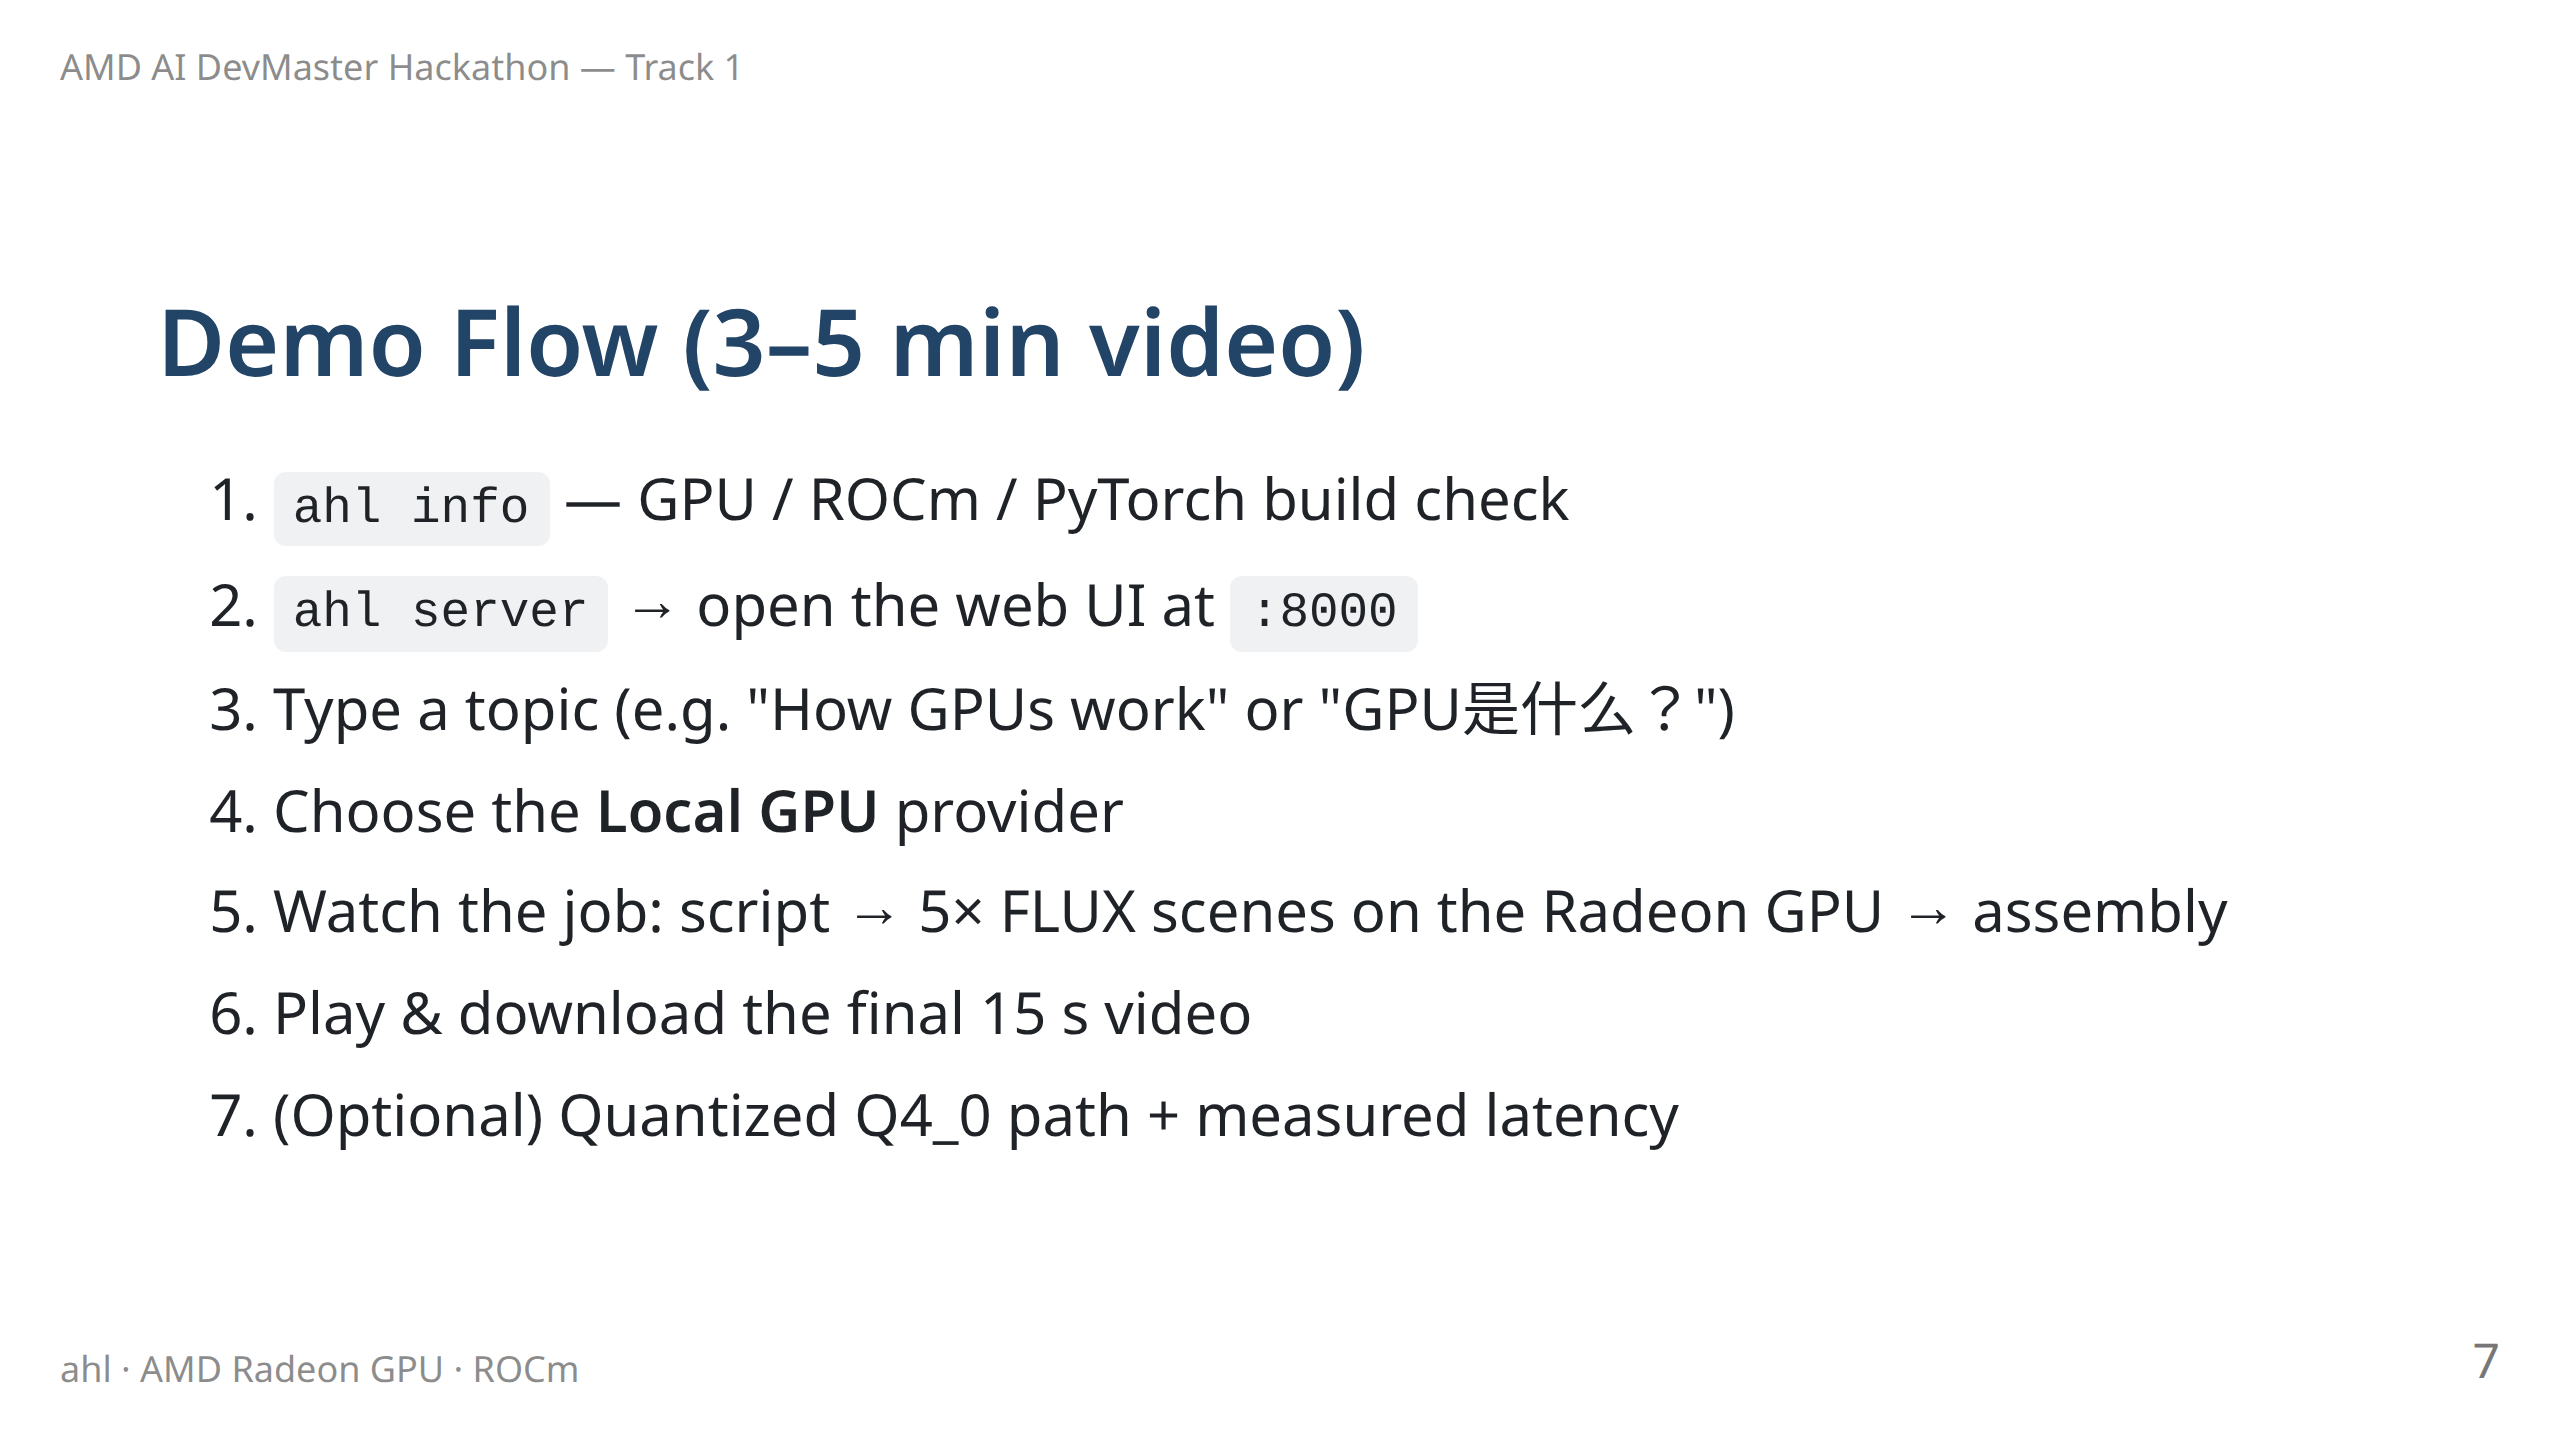 AMD AI DevMaster Hackathon — Track 1
Demo Flow (3–5 min video)
1. ahl info — GPU / ROCm / PyTorch build check
2. ahl server → open the web UI at :8000
3. Type a topic (e.g. "How GPUs work" or "GPU是什么？")
4. Choose the Local GPU provider
5. Watch the job: script → 5× FLUX scenes on the Radeon GPU → assembly
6. Play & download the final 15 s video
7. (Optional) Quantized Q4_0 path + measured latency
ahl · AMD Radeon GPU · ROCm
7